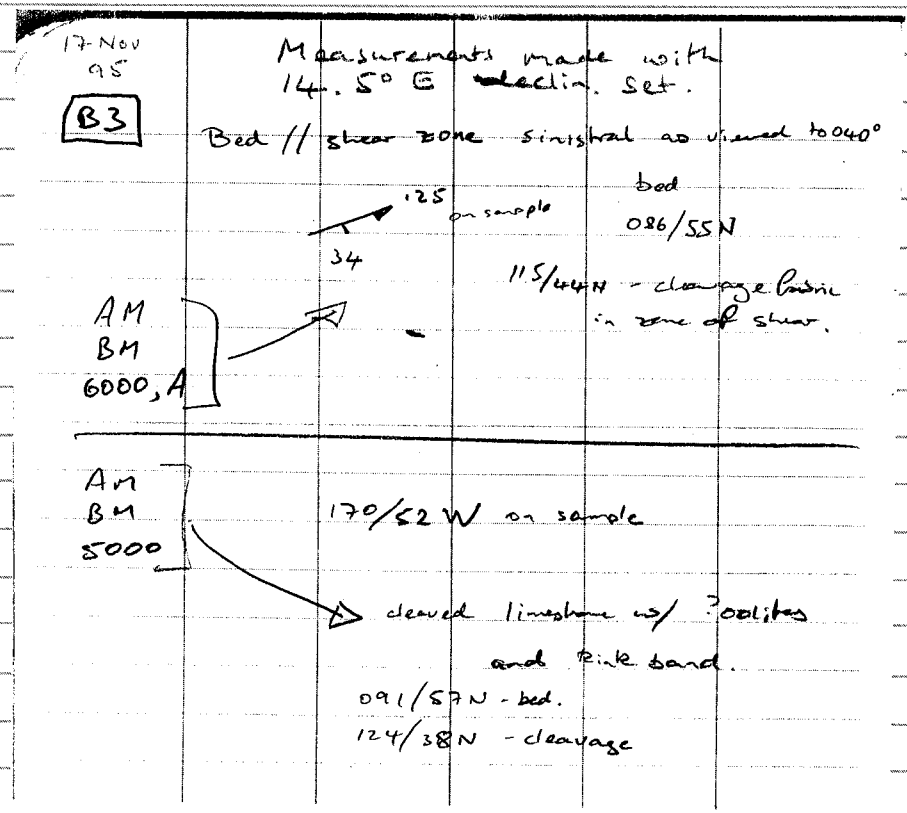 17-Nov
95
Measurements made with
14.5° E declin. set.
B3
Bed // shear zone sinistral as viewed to 040°
125
on sample
34
bed
086/55N
115/44N - cleavage fabric
in zone of shear.
AM
BM
6000, A
AM
BM
5000
170/52 W on sample
cleaved limestone w/ ?oolites
and kink band.
091/57N - bed.
124/38N - cleavage